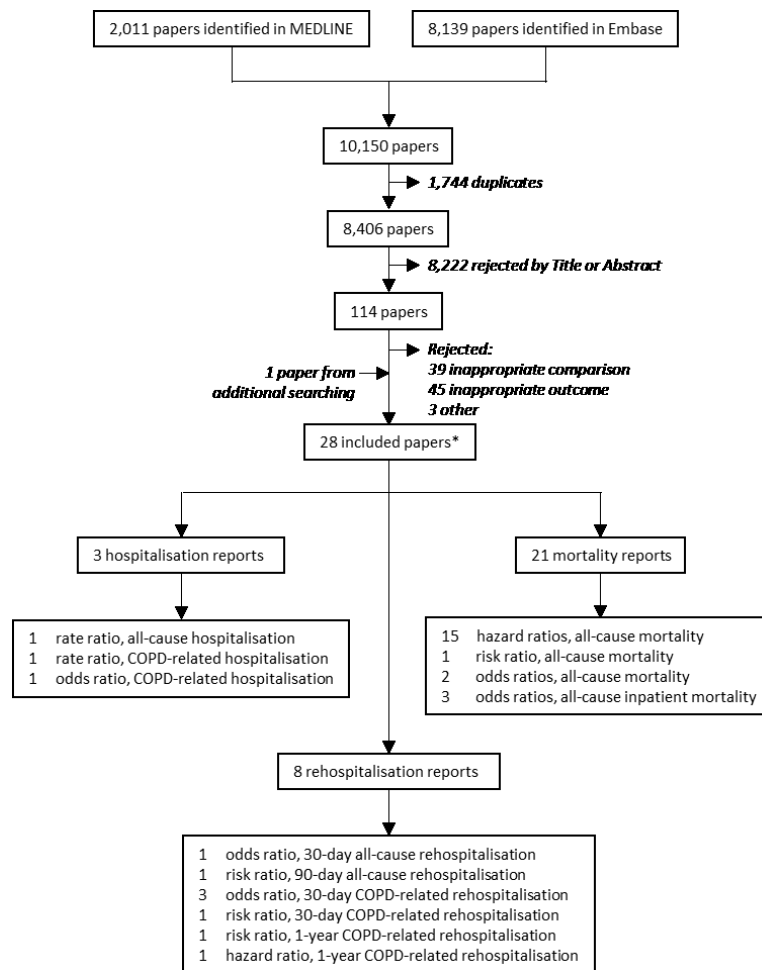 2,011 papers identified in MEDLINE
8,139 papers identified in Embase
10,150 papers
1,744 duplicates
8,406 papers
8,222 rejected by Title or Abstract
114 papers
1 paper from
additional searching
Rejected:
39 inappropriate comparison
45 inappropriate outcome
3 other
28 included papers*
3 hospitalisation reports
21 mortality reports
1 rate ratio, all-cause hospitalisation
1 rate ratio, COPD-related hospitalisation
1 odds ratio, COPD-related hospitalisation
15 hazard ratios, all-cause mortality
1 risk ratio, all-cause mortality
2 odds ratios, all-cause mortality
3 odds ratios, all-cause inpatient mortality
8 rehospitalisation reports
1 odds ratio, 30-day all-cause rehospitalisation
1 risk ratio, 90-day all-cause rehospitalisation
3 odds ratio, 30-day COPD-related rehospitalisation
1 risk ratio, 30-day COPD-related rehospitalisation
1 risk ratio, 1-year COPD-related rehospitalisation
1 hazard ratio, 1-year COPD-related rehospitalisation